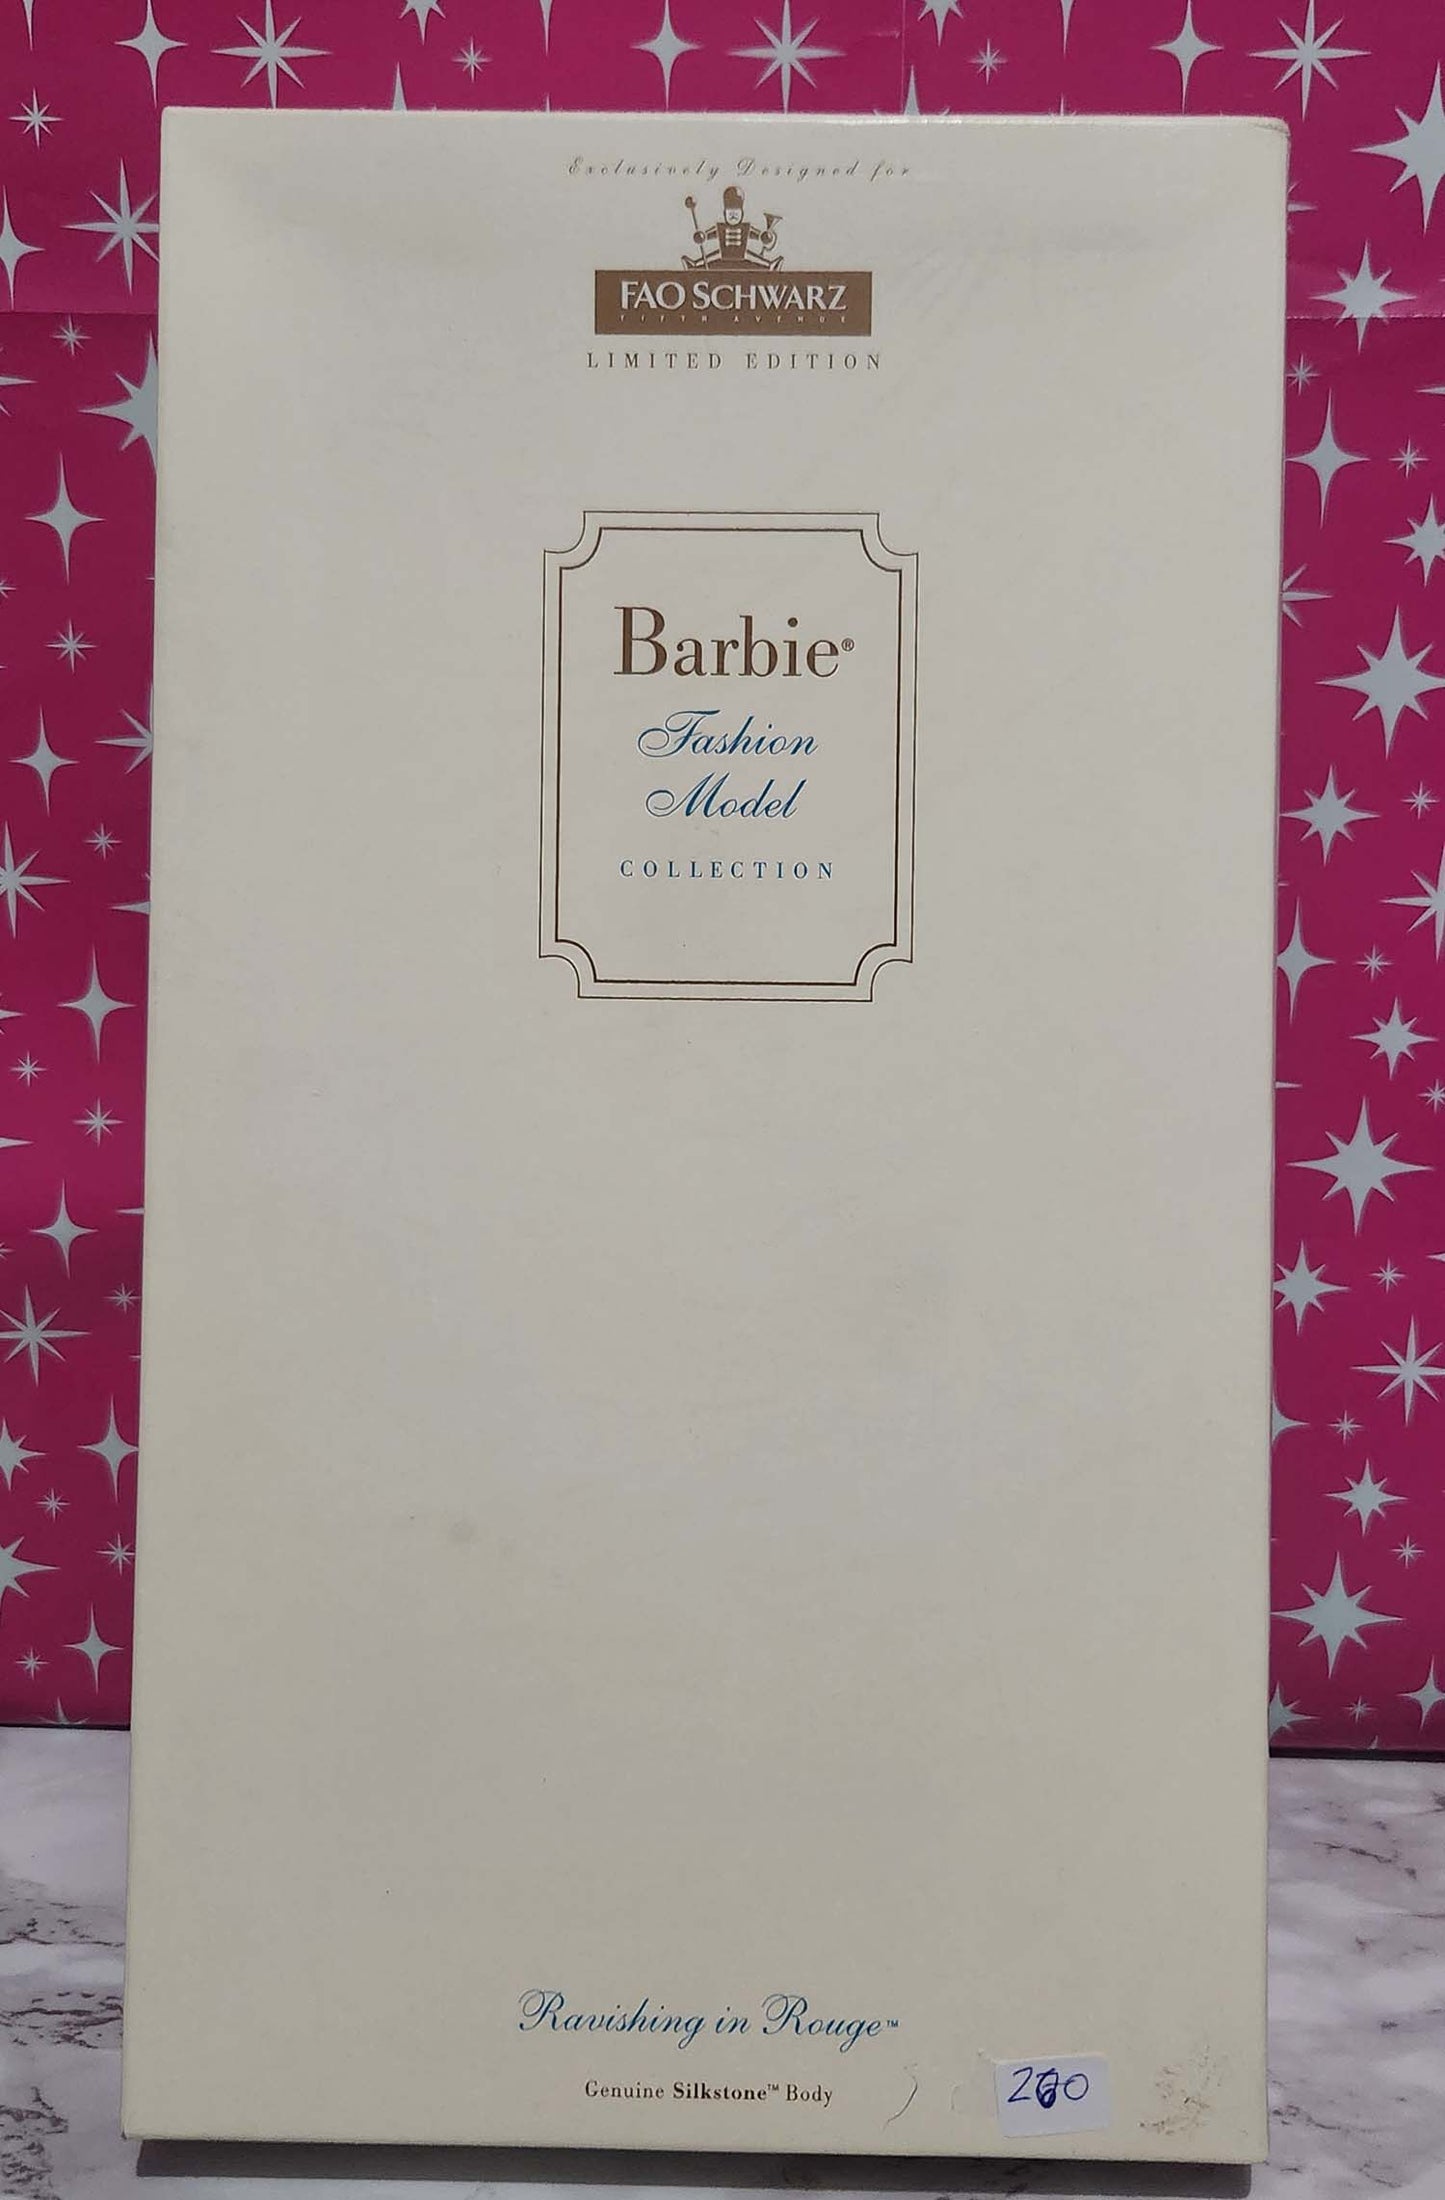 Exclusively Designed for
FAO SCHWARZ
FIFTH AVENUE
LIMITED EDITION
Barbie®
Fashion
Model
COLLECTION
Ravishing in Rouge™
Genuine Silkstone™ Body